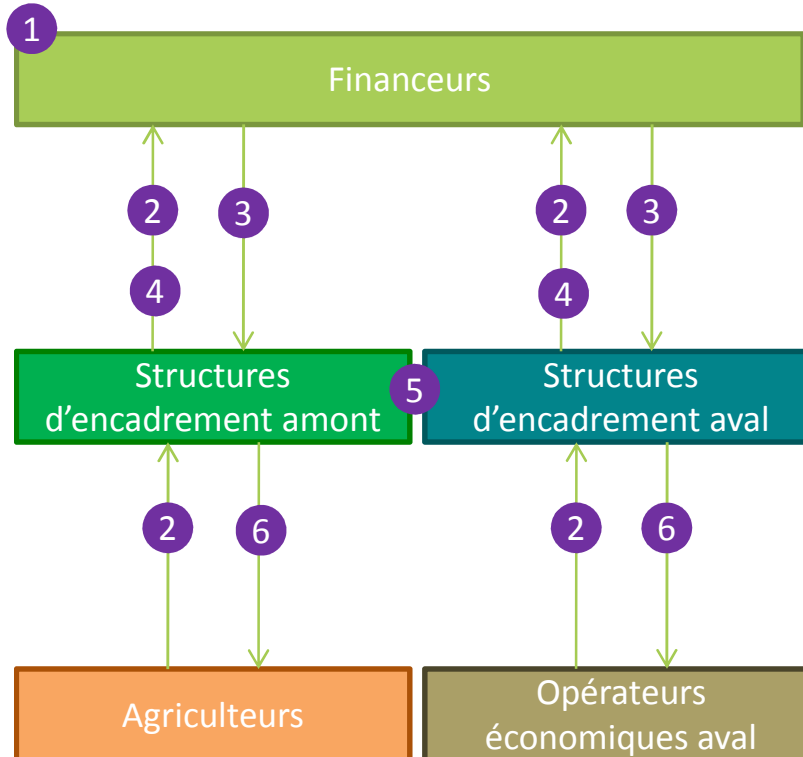 1
Financeurs
2 3 2 3
4 4
Structures
d'encadrement amont
5
Structures
d'encadrement aval
2 6 2 6
Agriculteurs
Opérateurs
économiques aval